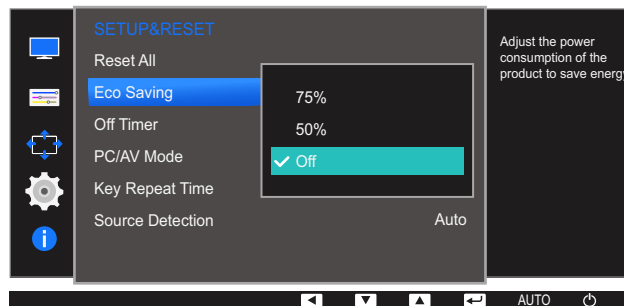 SETUP&RESET
Reset All
Eco Saving
Off Timer
PC/AV Mode
Key Repeat Time
Source Detection
Auto
75%
50%
Off
Adjust the power
consumption of the
product to save energy
AUTO